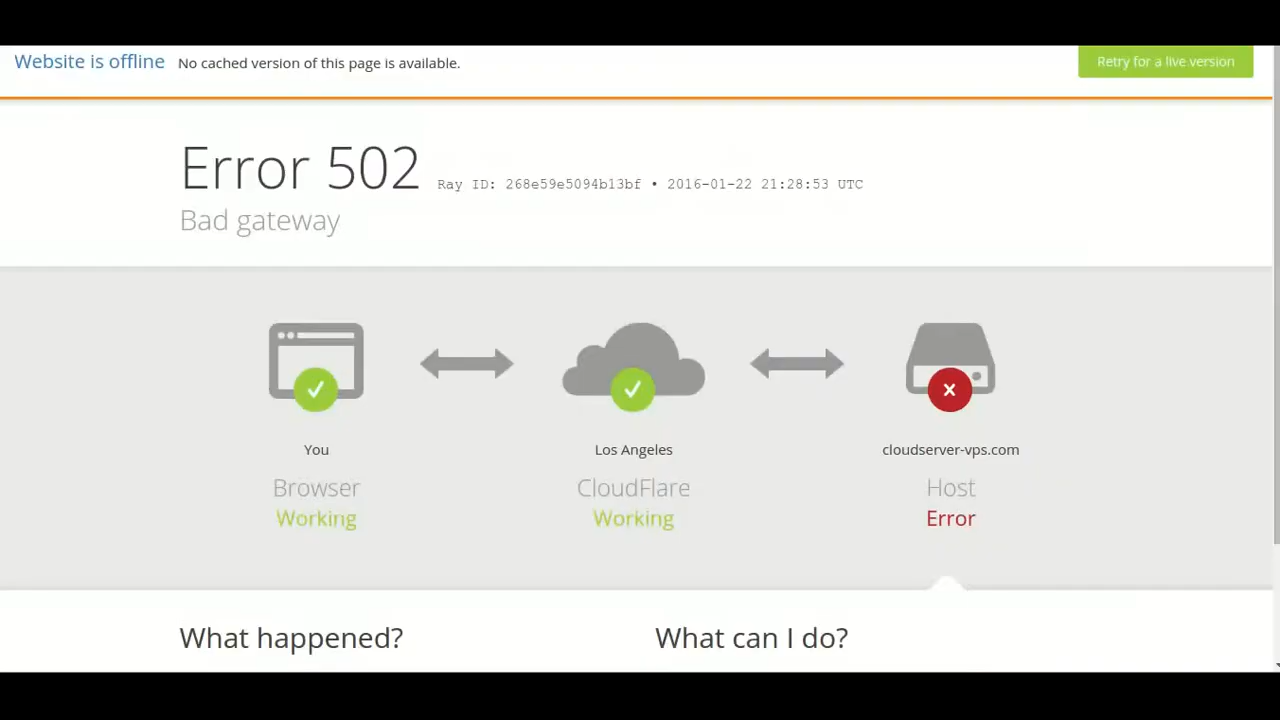 Website is offline No cached version of this page is available. Retry for a live version
Error 502 Ray ID: 268e59e5094b13bf • 2016-01-22 21:28:53 UTC
Bad gateway
You Los Angeles cloudserver-vps.com
Browser CloudFlare Host
Working Working Error
What happened? What can I do?